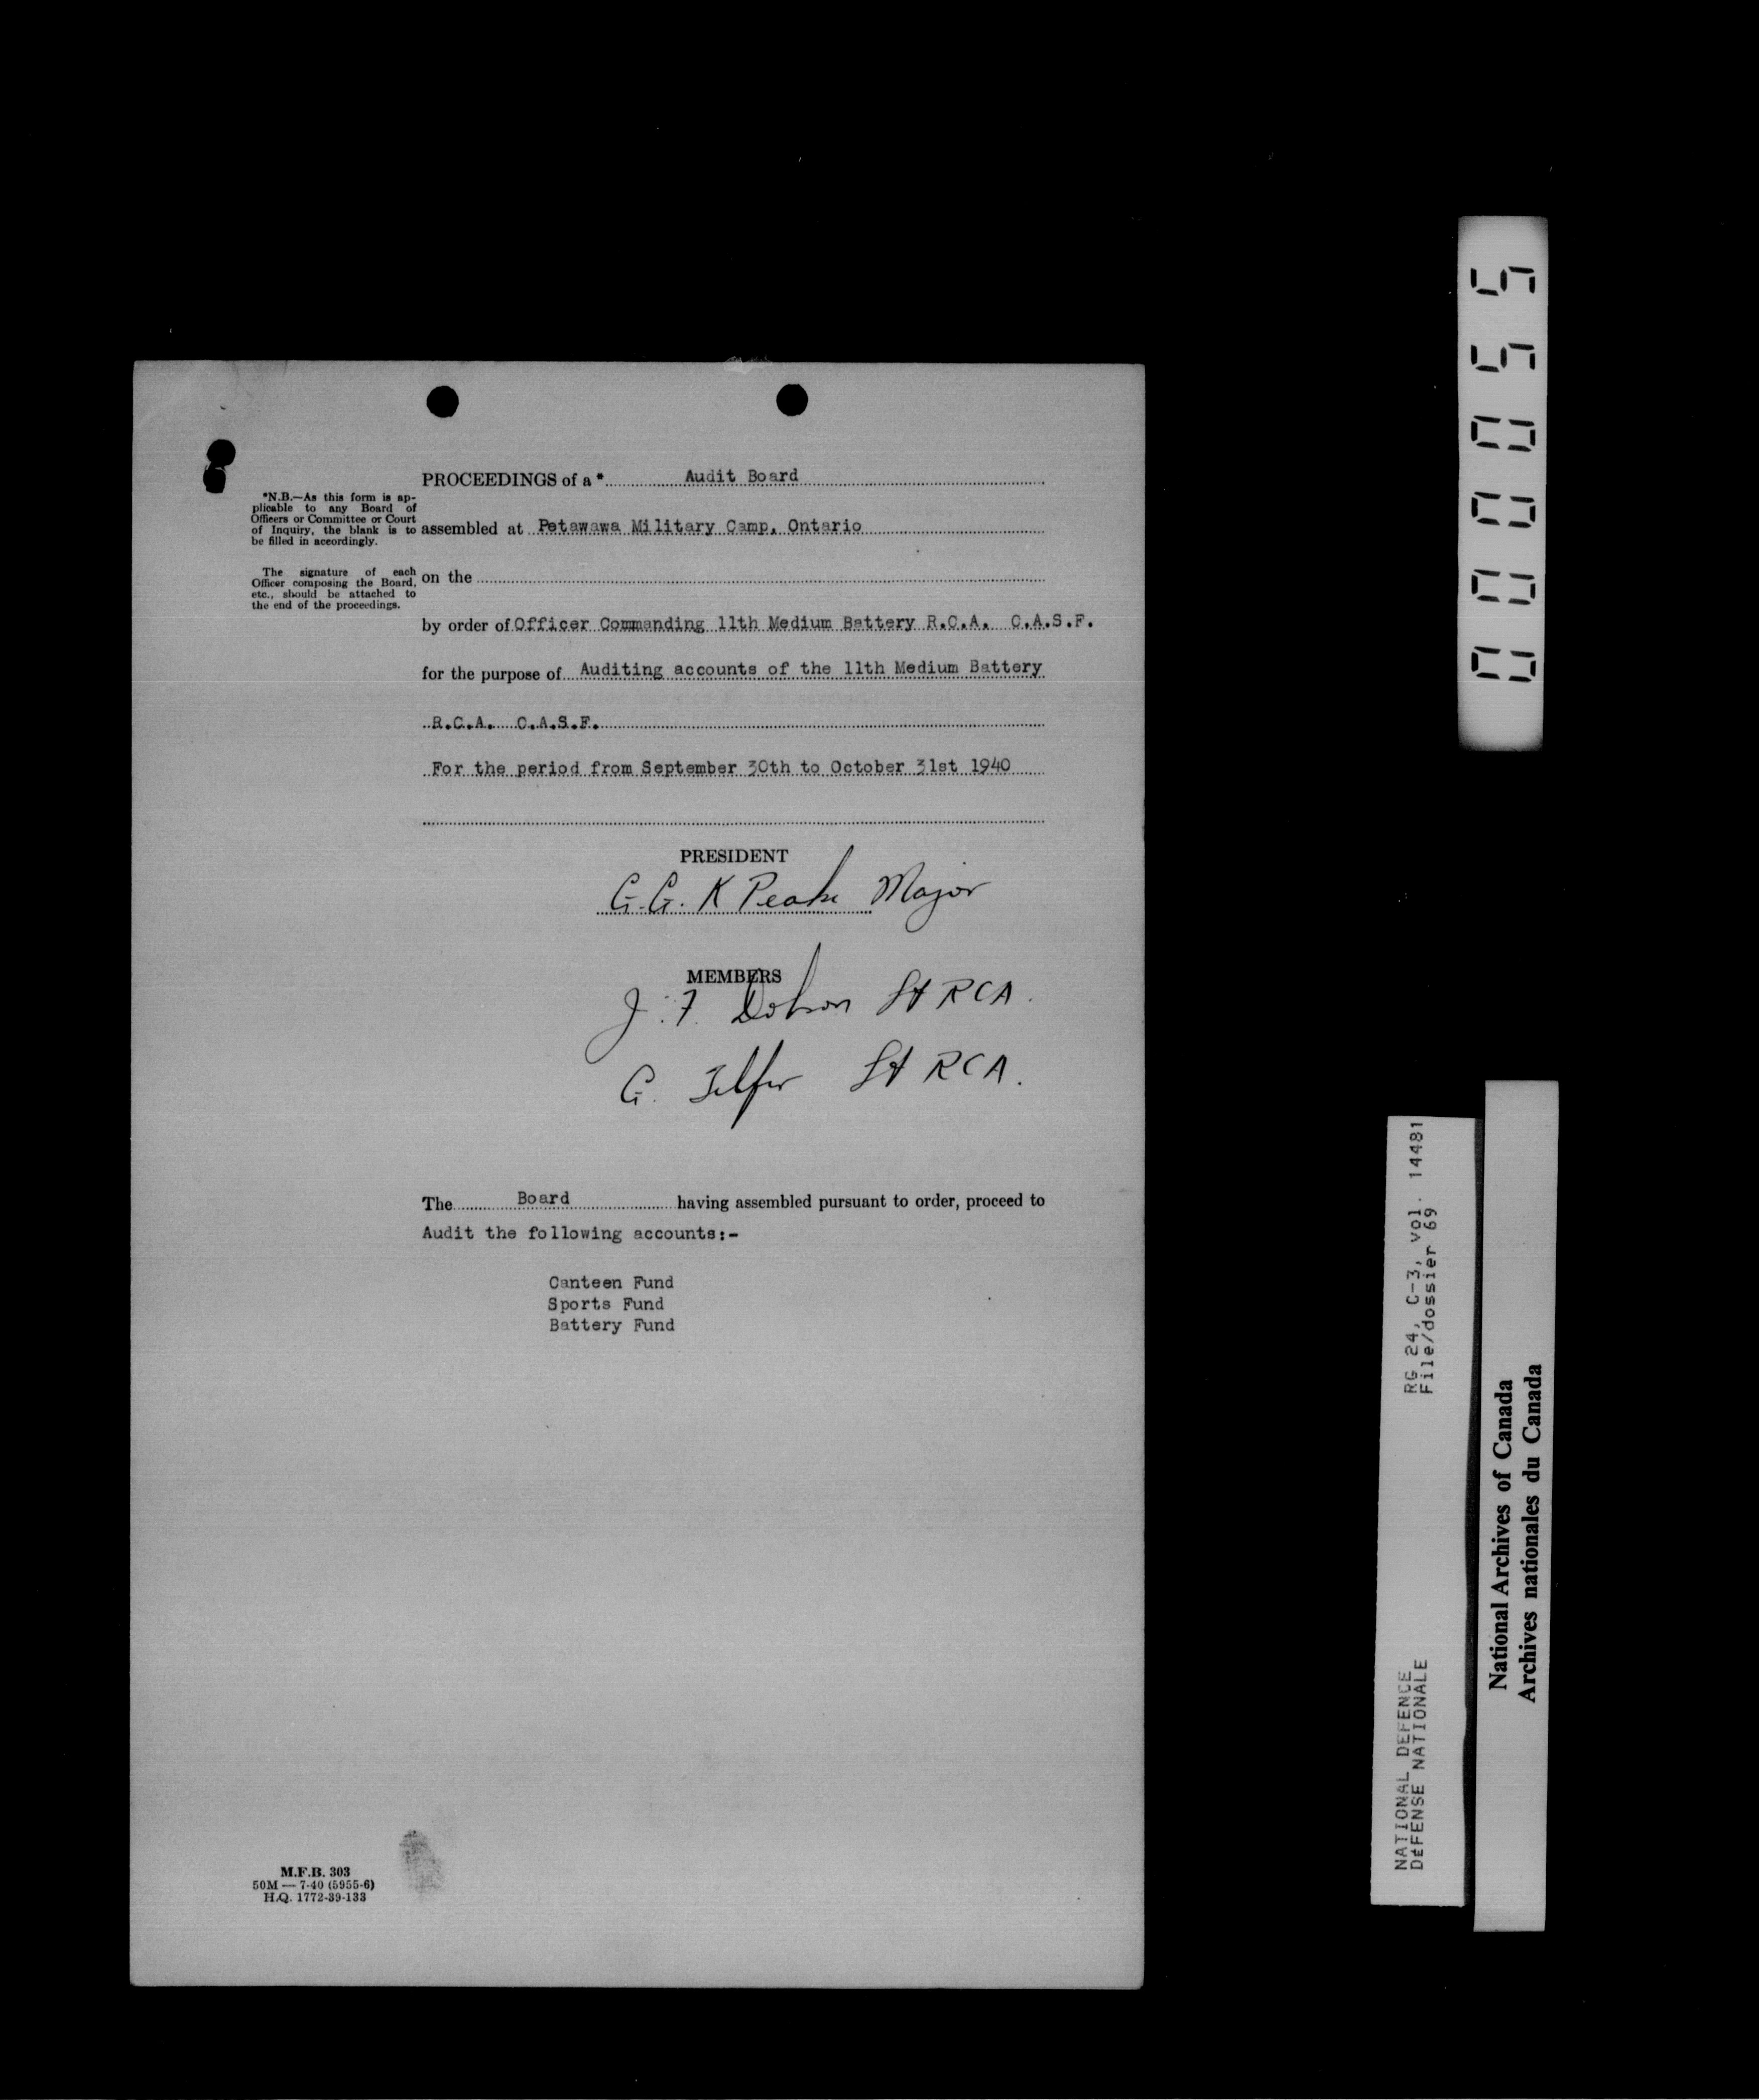 PROCEEDINGS of a * Audit Board
*N.B.—As this form is ap-
plicable to any Board of
Officers or Committee or Court
of Inquiry, the blank is to
be filled in accordingly.
assembled at Petawawa Military Camp, Ontario
The signature of each
Officer composing the Board,
etc., should be attached to
the end of the proceedings.
on the
by order of Officer Commanding 11th Medium Battery R.C.A. C.A.S.F.
for the purpose of Auditing accounts of the 11th Medium Battery
R.C.A. C.A.S.F.
For the period from September 30th to October 31st 1940
PRESIDENT
G.G. K Peake Major
MEMBERS
J.F. Dobson Lt RCA.
G. Telfer Lt RCA.
The Board having assembled pursuant to order, proceed to
Audit the following accounts:-
Canteen Fund
Sports Fund
Battery Fund
M.F.B. 303
50M — 7-40 (5955-6)
H.Q. 1772-39-133
000055
NATIONAL DEFENCE RG 24, C-3, vol. 14481
DÉFENSE NATIONALE File/dossier 69
National Archives of Canada
Archives nationales du Canada